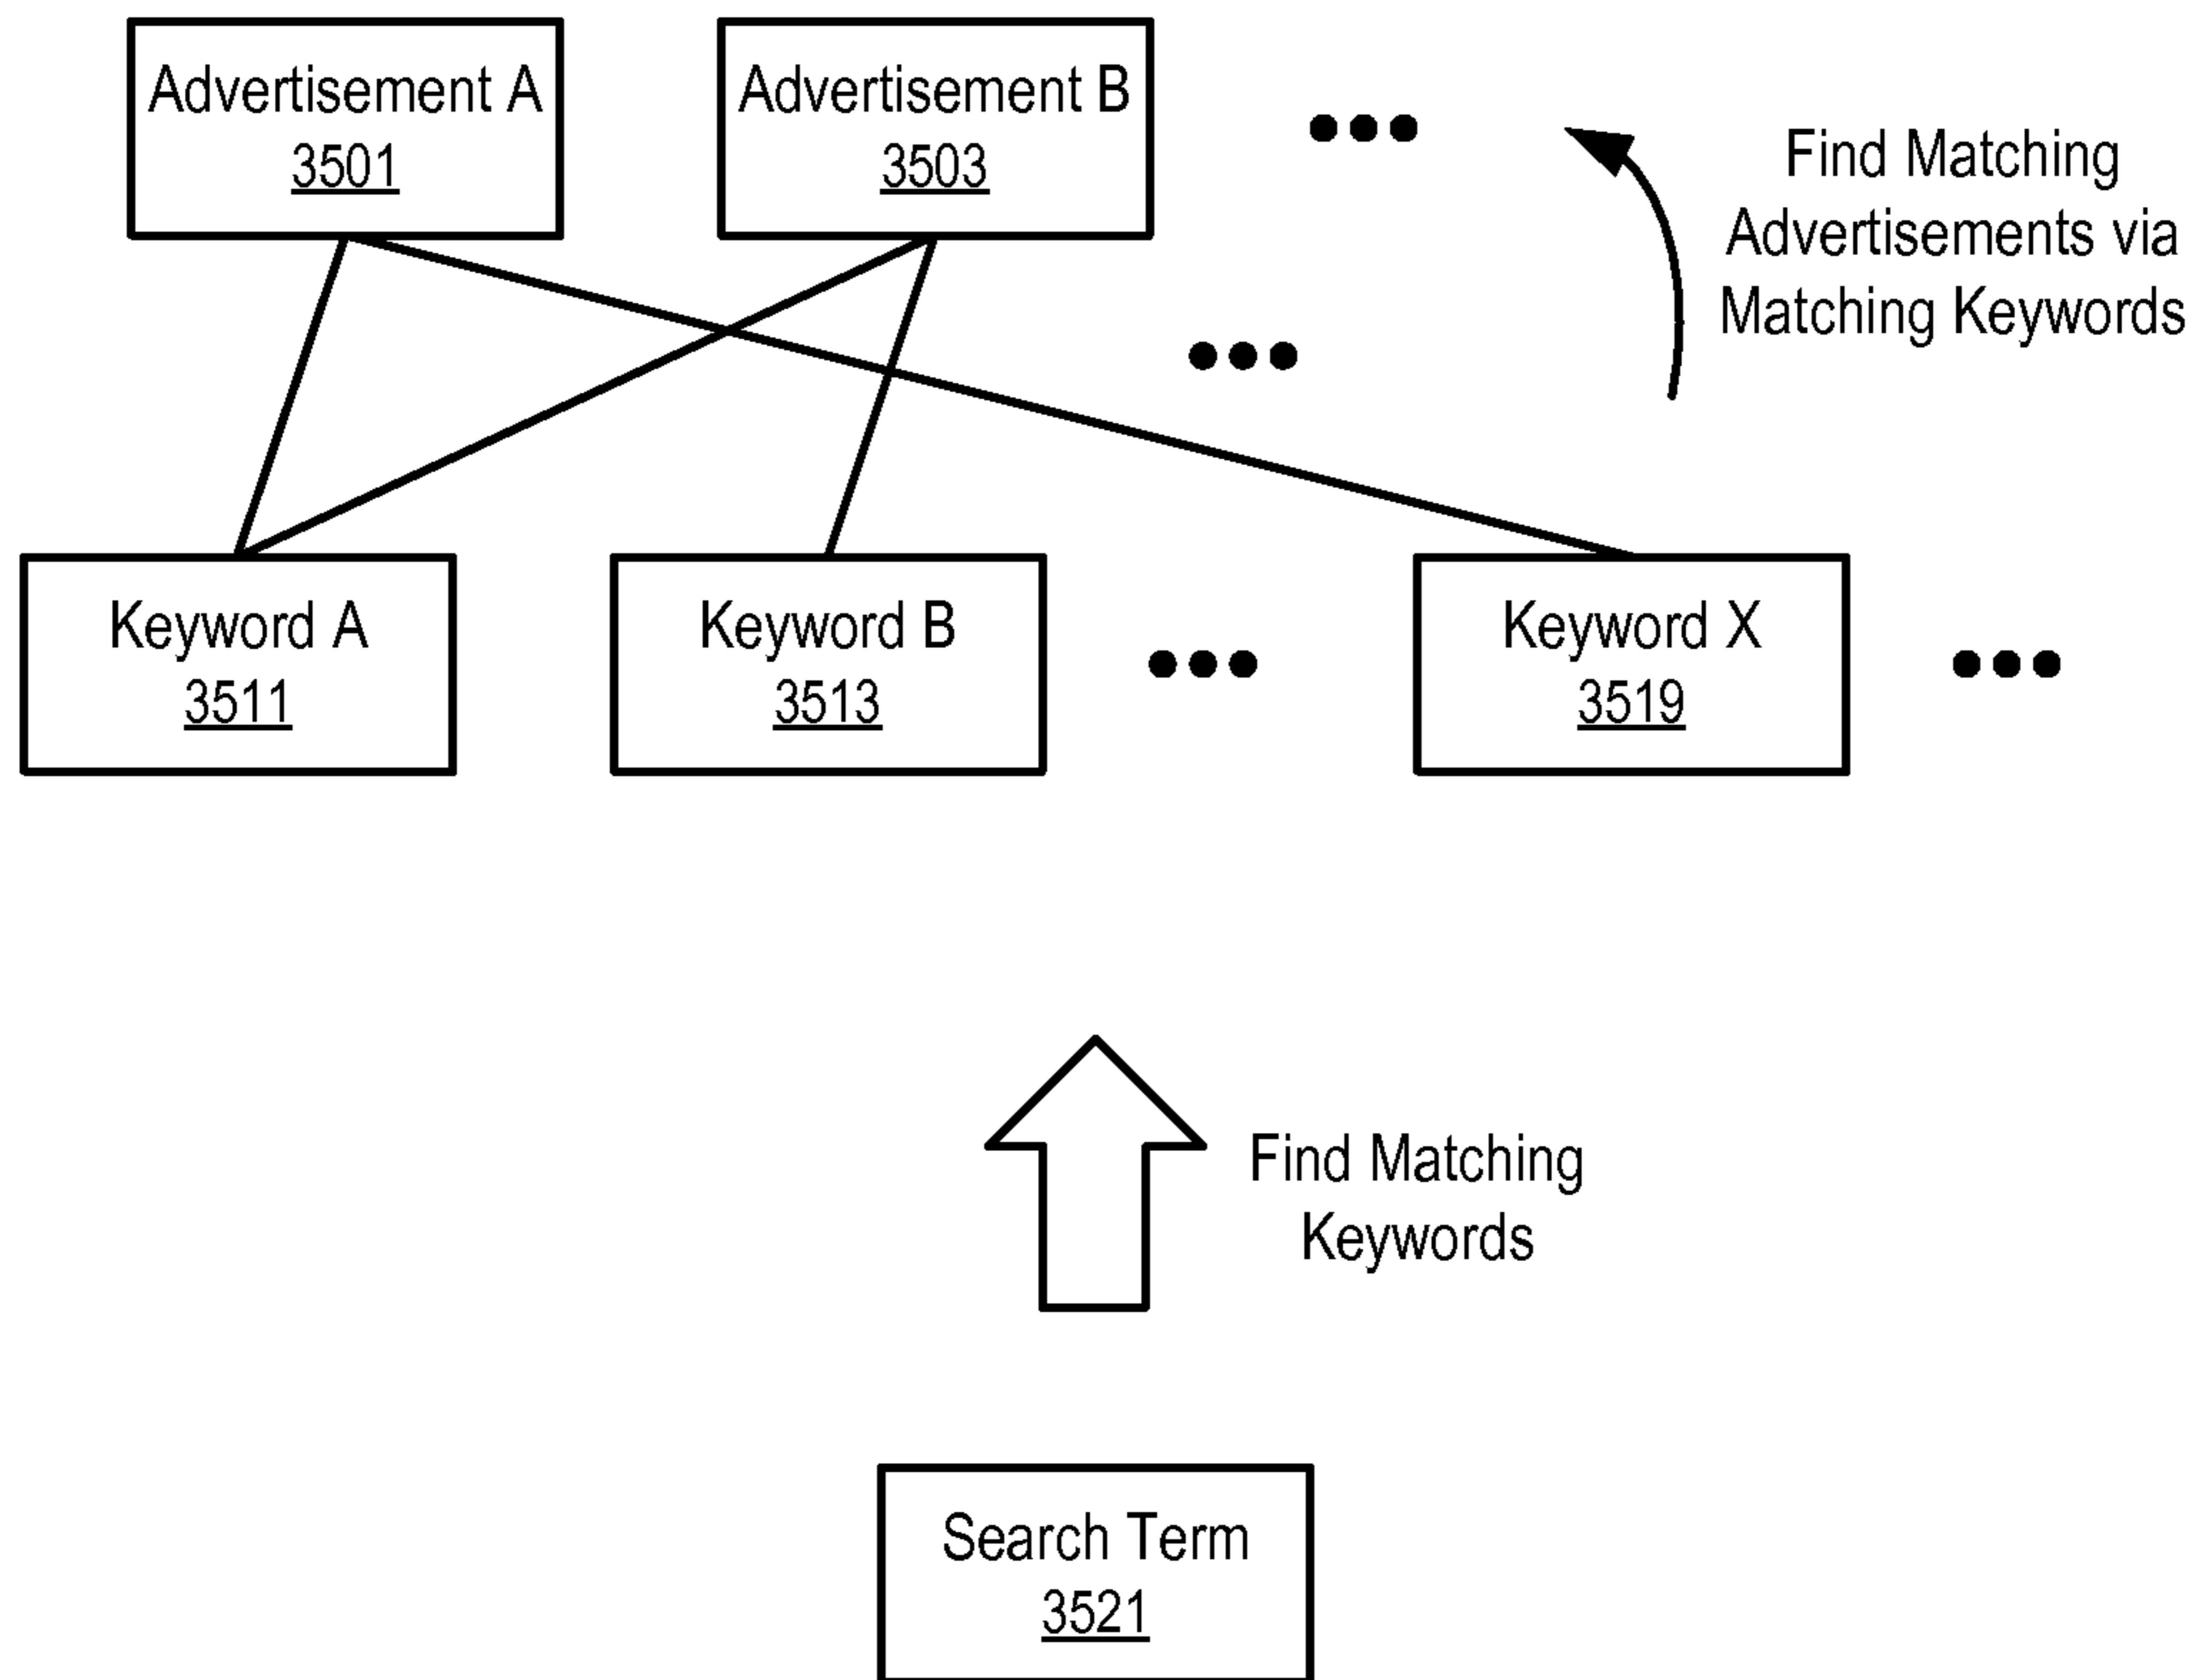 Advertisement A
3501
Advertisement B
3503
Find Matching
Advertisements via
Matching Keywords
Keyword A
3511
Keyword B
3513
Keyword X
3519
Find Matching
Keywords
Search Term
3521